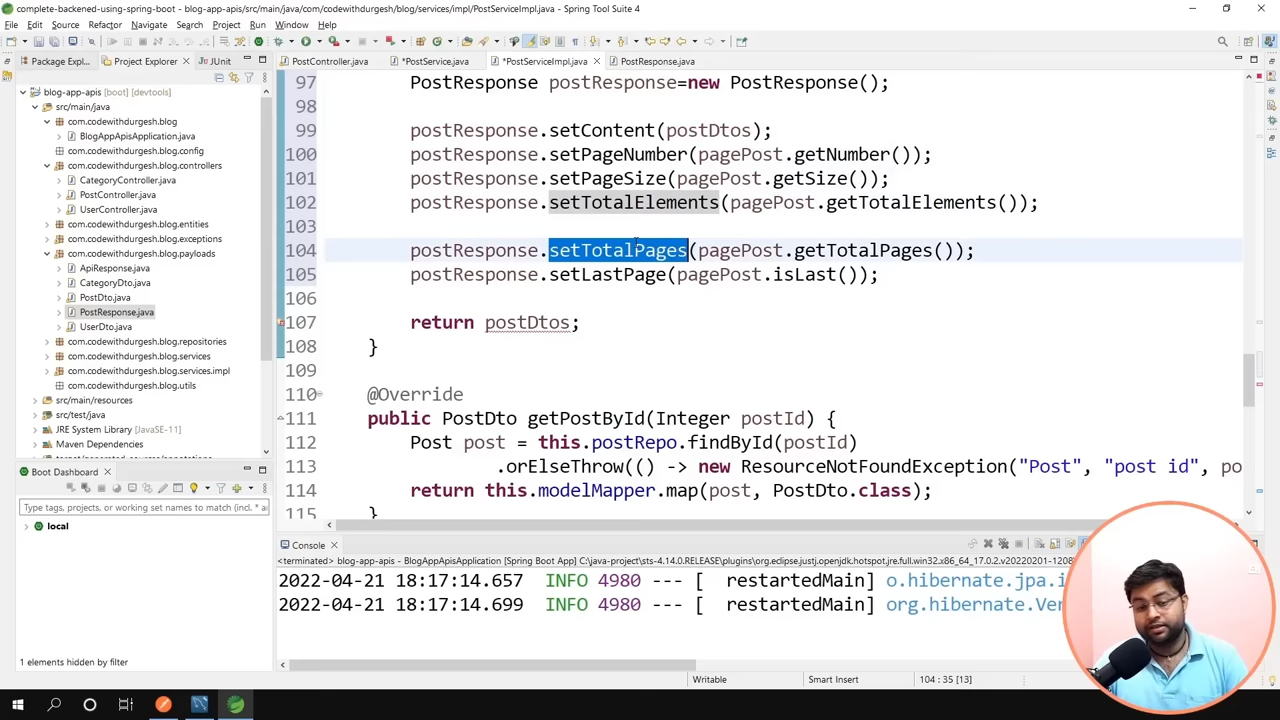 complete-backened-using-spring-boot - blog-app-apis/src/main/java/com/codewithdurgesh/blog/services/impl/PostServiceImpl.java - Spring Tool Suite 4
File Edit Source Refactor Navigate Search Project Run Window Help
Package Expl... Project Explorer JUnit
PostController.java *PostService.java *PostServiceImpl.java PostResponse.java
blog-app-apis [boot] [devtools]
src/main/java
com.codewithdurgesh.blog
BlogAppApisApplication.java
com.codewithdurgesh.blog.config
com.codewithdurgesh.blog.controllers
CategoryController.java
PostController.java
UserController.java
com.codewithdurgesh.blog.entities
com.codewithdurgesh.blog.exceptions
com.codewithdurgesh.blog.payloads
ApiResponse.java
CategoryDto.java
PostDto.java
PostResponse.java
UserDto.java
com.codewithdurgesh.blog.repositories
com.codewithdurgesh.blog.services
com.codewithdurgesh.blog.services.impl
com.codewithdurgesh.blog.utils
src/main/resources
src/test/java
JRE System Library [JavaSE-11]
Maven Dependencies
97 PostResponse postResponse=new PostResponse();
98
99 postResponse.setContent(postDtos);
100 postResponse.setPageNumber(pagePost.getNumber());
101 postResponse.setPageSize(pagePost.getSize());
102 postResponse.setTotalElements(pagePost.getTotalElements());
103
104 postResponse.setTotalPages(pagePost.getTotalPages());
105 postResponse.setLastPage(pagePost.isLast());
106
107 return postDtos;
108 }
109
110 @Override
111 public PostDto getPostById(Integer postId) {
112 Post post = this.postRepo.findById(postId)
113 .orElseThrow(() -> new ResourceNotFoundException("Post", "post id", po
114 return this.modelMapper.map(post, PostDto.class);
115 }
Boot Dashboard
Type tags, projects, or working set names to match (incl. *
local
1 elements hidden by filter
Console
<terminated> blog-app-apis - BlogAppApisApplication [Spring Boot App] C:\java-project\sts-4.14.0.RELEASE\plugins\org.eclipse.justj.openjdk.hotspot.jre.full.win32.x86_64_17.0.2.v20220201-1208
2022-04-21 18:17:14.657 INFO 4980 --- [ restartedMain] o.hibernate.jpa.i
2022-04-21 18:17:14.699 INFO 4980 --- [ restartedMain] org.hibernate.Ver
Writable Smart Insert 104 : 35 [13]